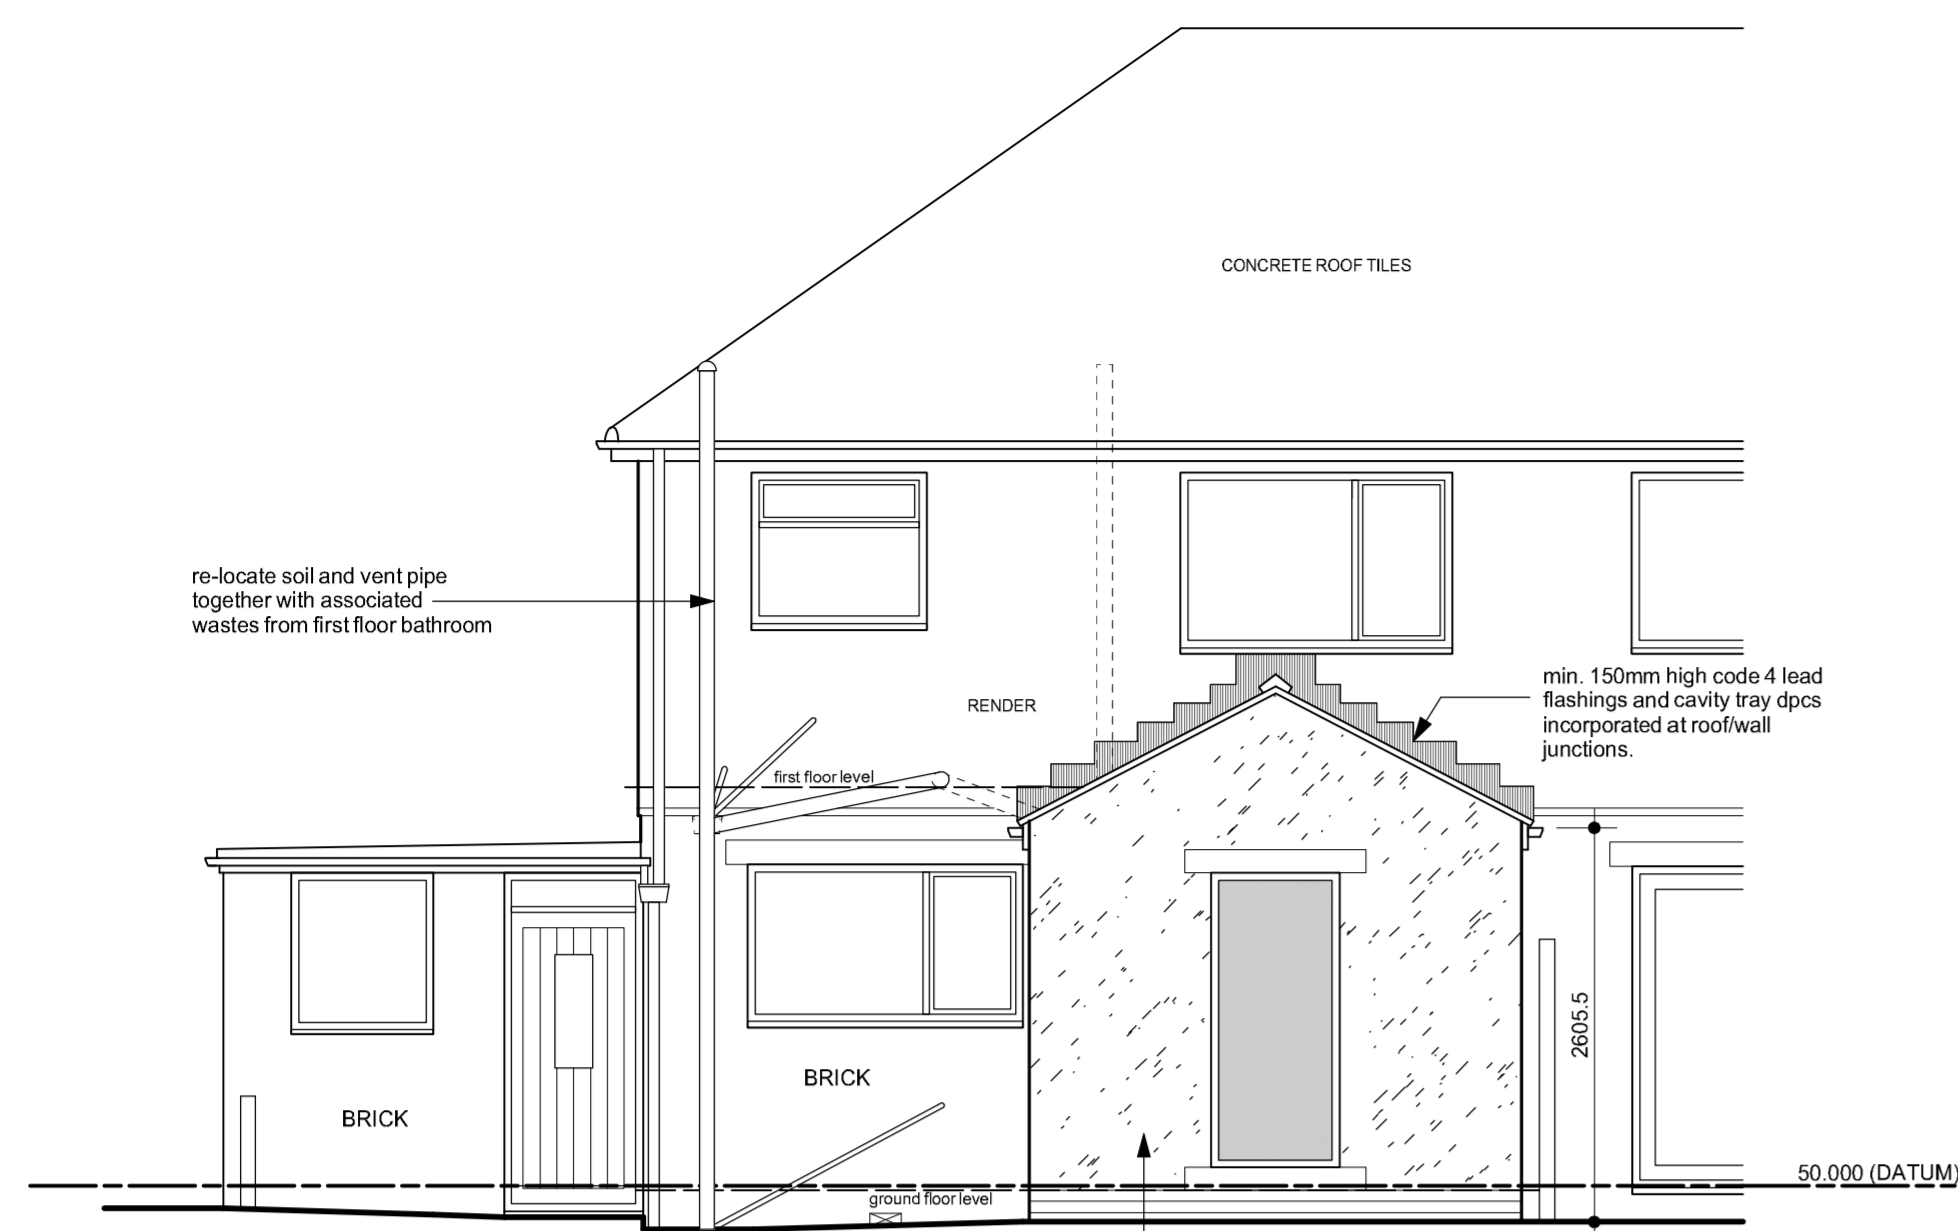 CONCRETE ROOF TILES
re-locate soil and vent pipe
together with associated
wastes from first floor bathroom
min. 150mm high code 4 lead
flashings and cavity tray dpcs
incorporated at roof/wall
junctions.
RENDER
first floor level
2605.5
BRICK
BRICK
50.000 (DATUM)
ground floor level